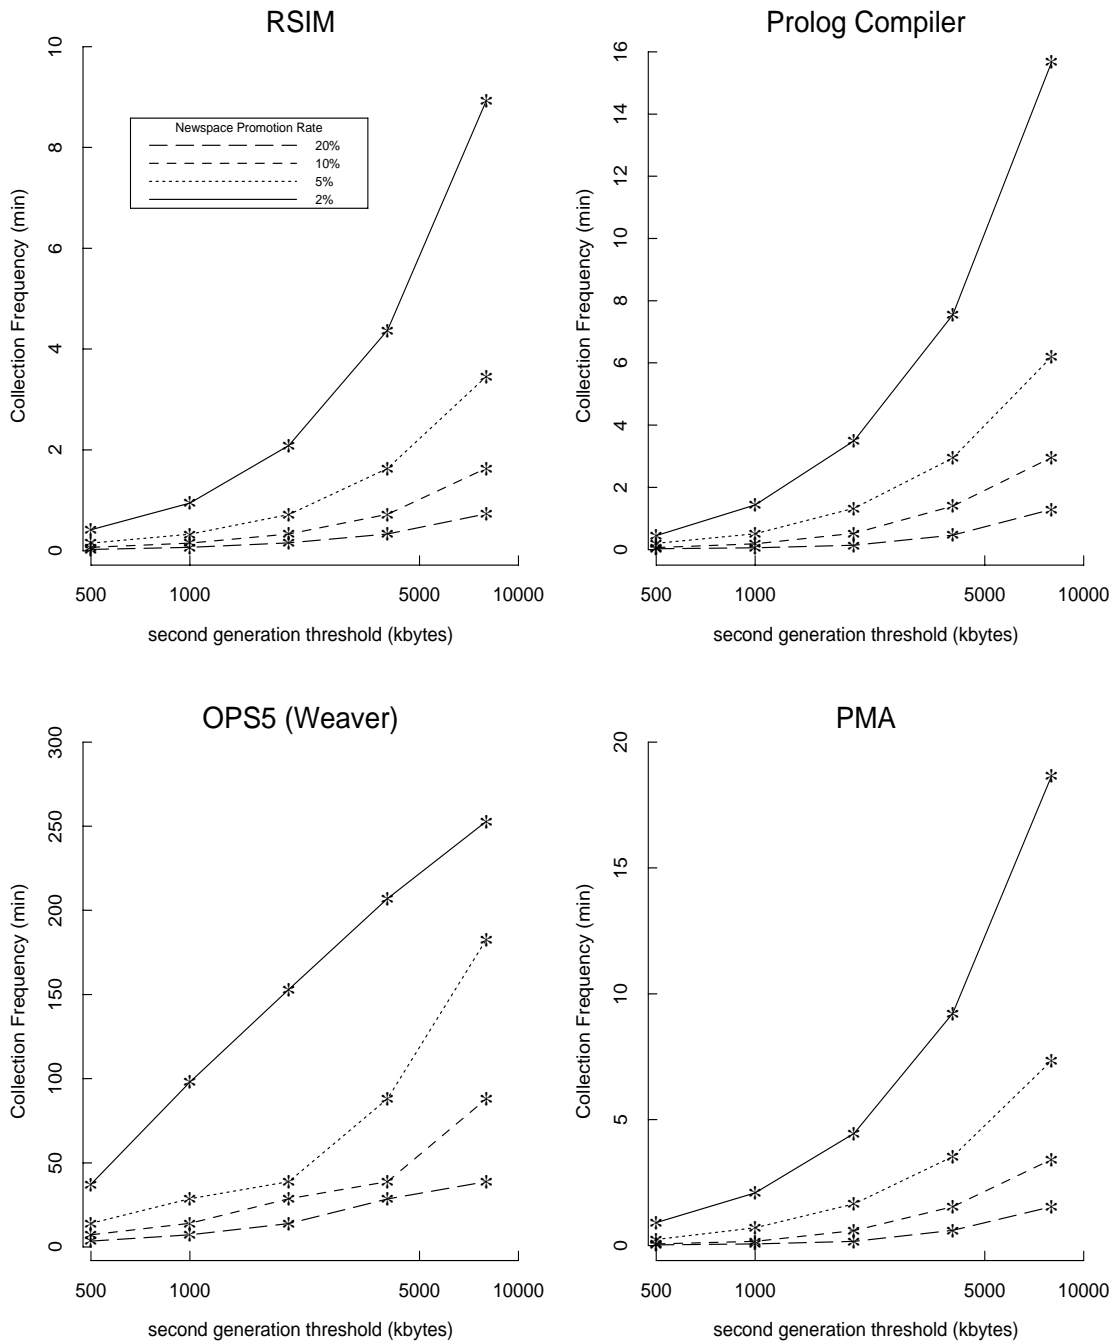 RSIM
Collection Frequency (min)
10
8
6
4
2
0
Newspace Promotion Rate
20%
10%
5%
2%
500 1000 5000 10000
second generation threshold (kbytes)
Prolog Compiler
Collection Frequency (min)
16
14
12
10
8
6
4
2
0
500 1000 5000 10000
second generation threshold (kbytes)
OPS5 (Weaver)
Collection Frequency (min)
300
250
200
150
100
50
0
500 1000 5000 10000
second generation threshold (kbytes)
PMA
Collection Frequency (min)
20
15
10
5
0
500 1000 5000 10000
second generation threshold (kbytes)